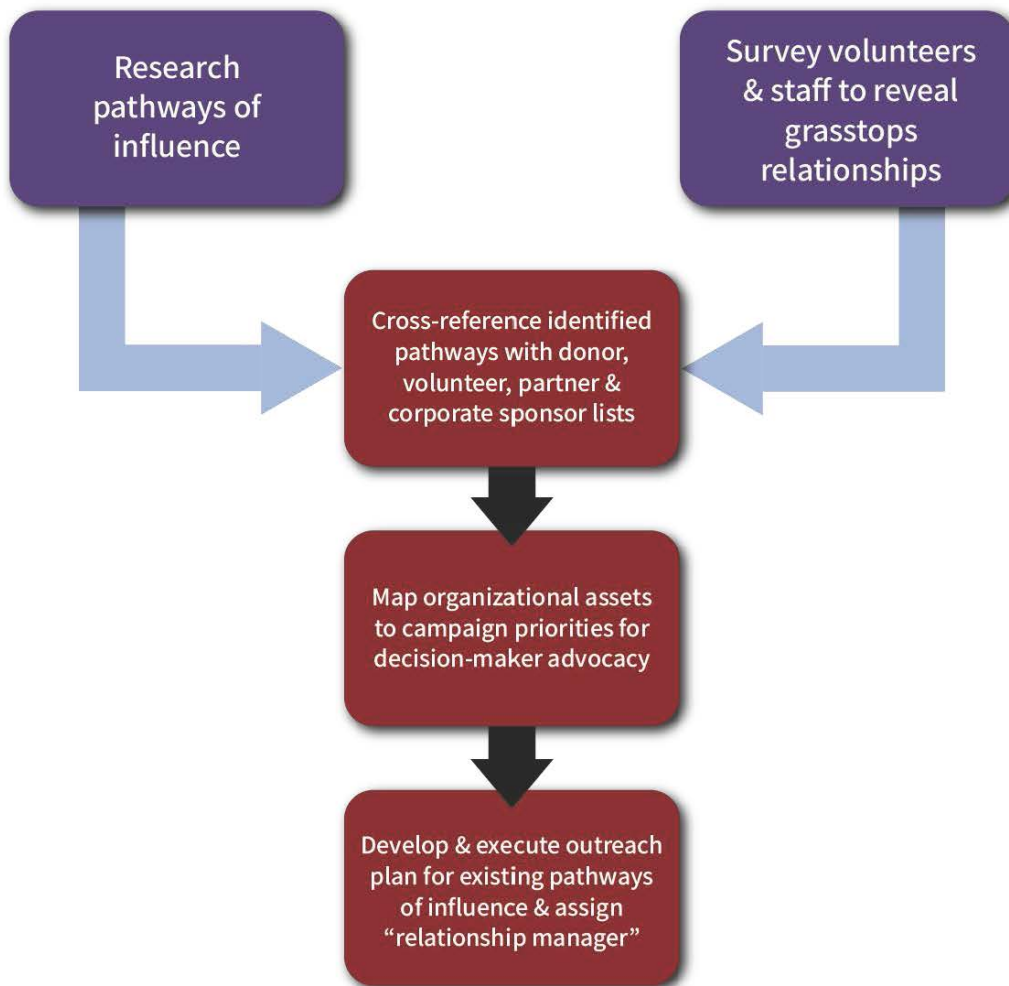 Research
pathways of
influence
Survey volunteers
& staff to reveal
grasstops
relationships
Cross-reference identified
pathways with donor,
volunteer, partner &
corporate sponsor lists
Map organizational assets
to campaign priorities for
decision-maker advocacy
Develop & execute outreach
plan for existing pathways
of influence & assign
“relationship manager”